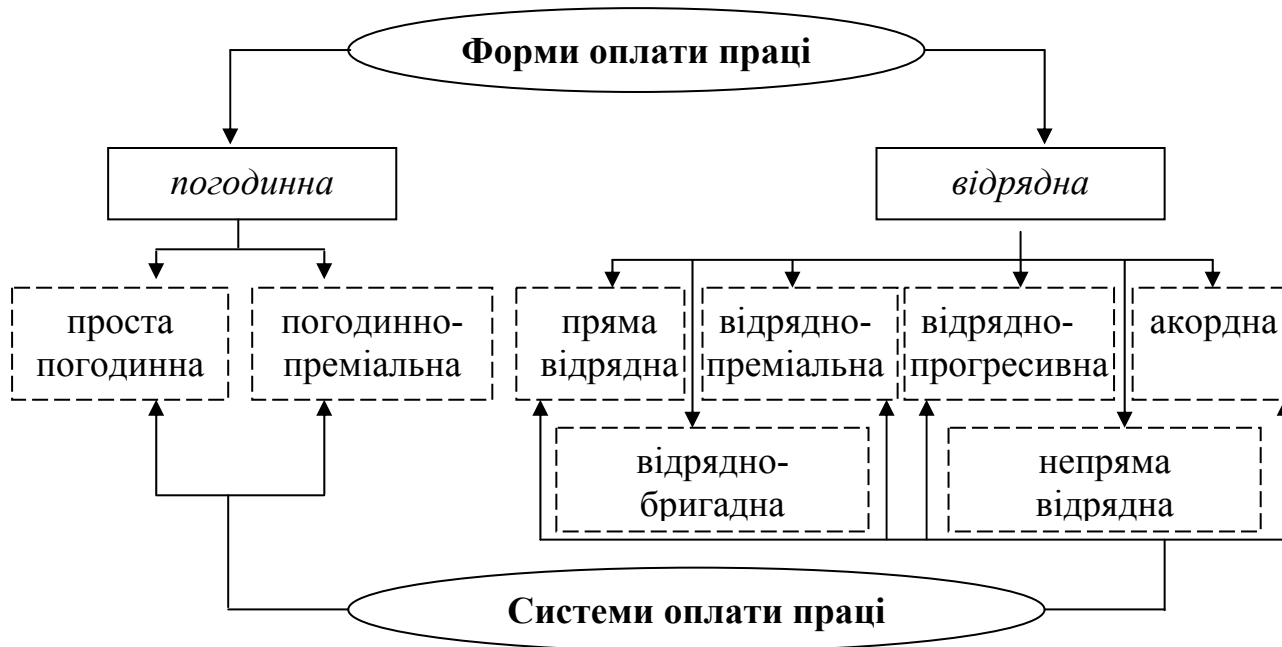 Форми оплати праці
погодинна
відрядна
проста
погодинна
погодинно-
преміальна
пряма
відрядна
відрядно-
преміальна
відрядно-
прогресивна
акордна
відрядно-
бригадна
непряма
відрядна
Системи оплати праці